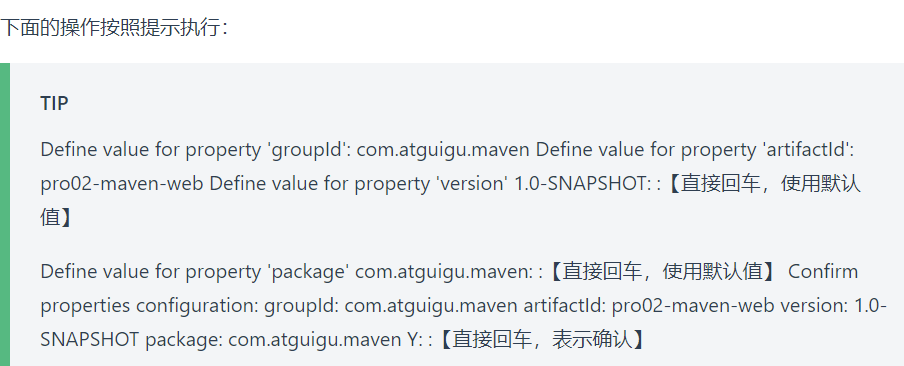 下面的操作按照提示执行：
TIP
Define value for property 'groupId': com.atguigu.maven Define value for property 'artifactId':
pro02-maven-web Define value for property 'version' 1.0-SNAPSHOT: :【直接回车，使用默认
值】
Define value for property 'package' com.atguigu.maven: :【直接回车，使用默认值】 Confirm
properties configuration: groupId: com.atguigu.maven artifactId: pro02-maven-web version: 1.0-
SNAPSHOT package: com.atguigu.maven Y: :【直接回车，表示确认】